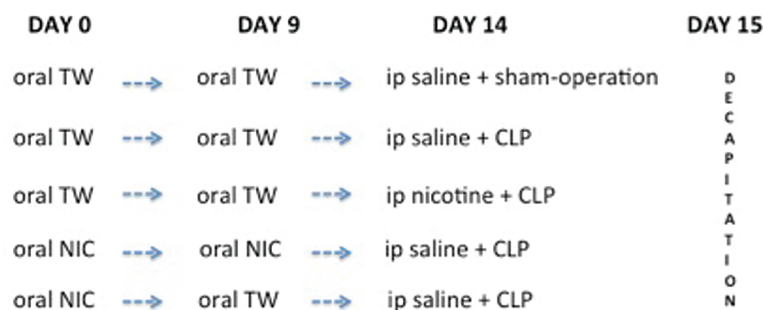 DAY 0 DAY 9 DAY 14 DAY 15
oral TW oral TW ip saline + sham-operation
oral TW oral TW ip saline + CLP
oral TW oral TW ip nicotine + CLP
oral NIC oral NIC ip saline + CLP
oral NIC oral TW ip saline + CLP
DECAPITATION